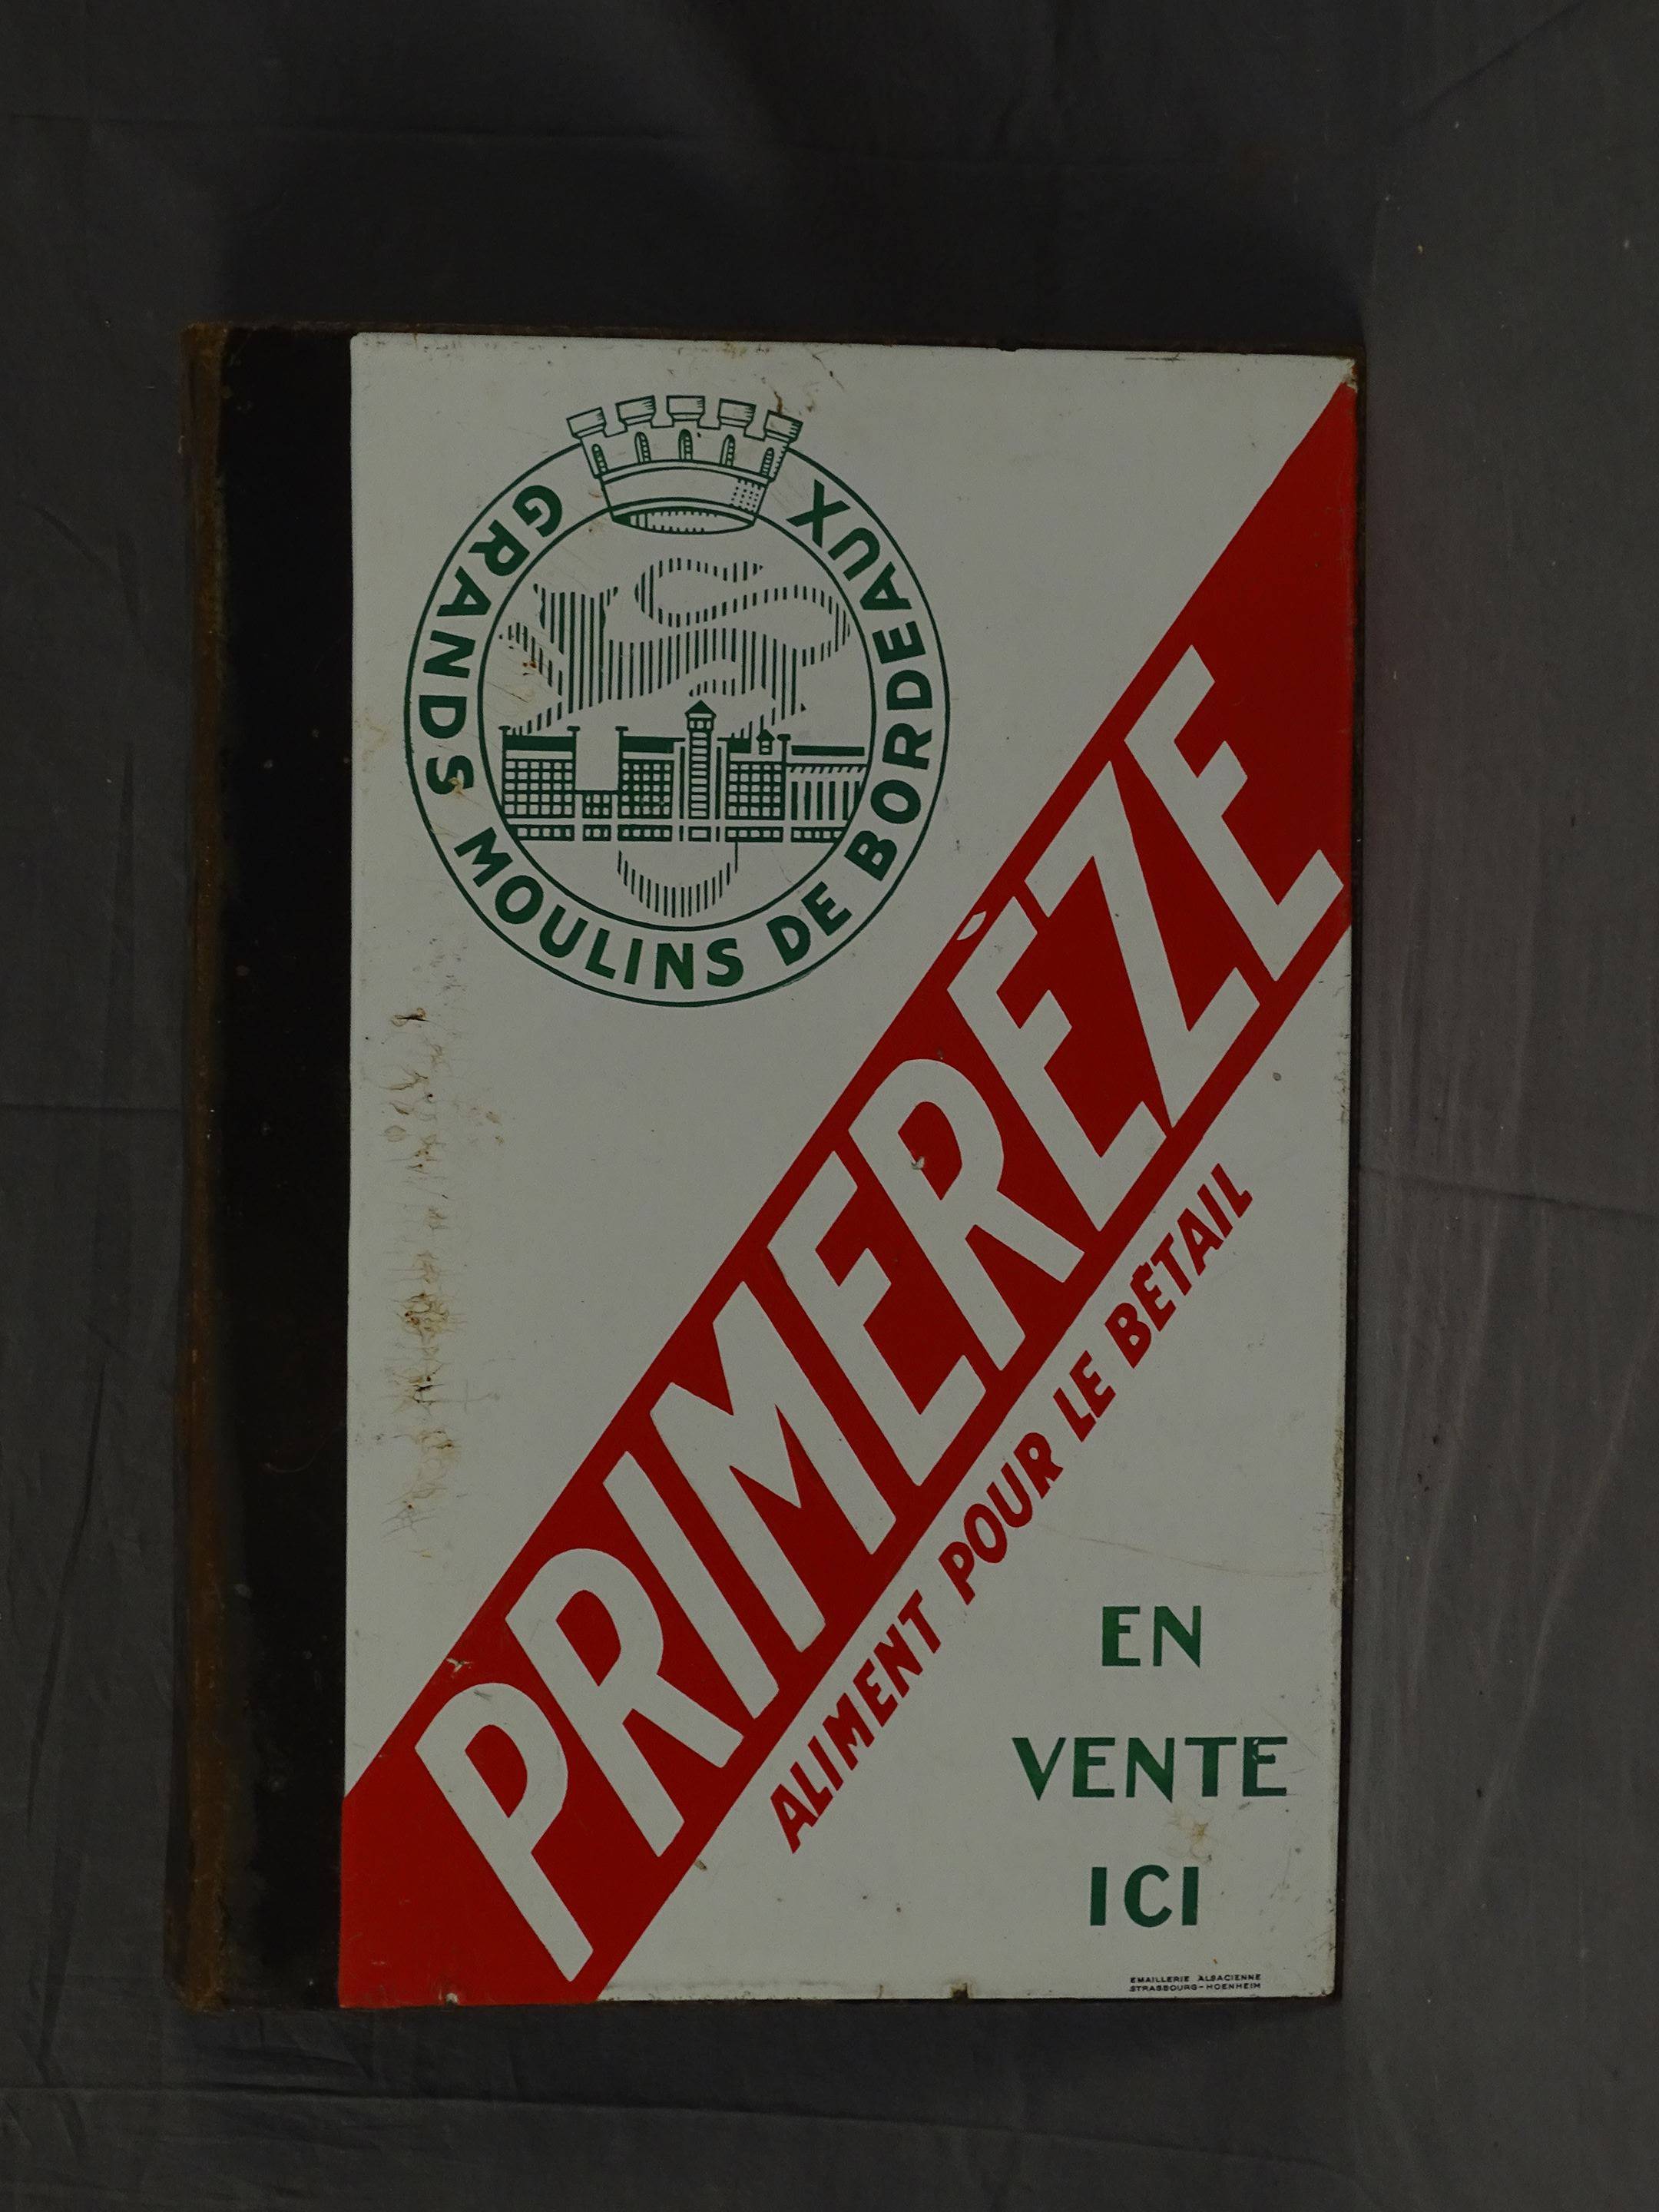 GRANDS MOULINS DE BORDEAUX
PRIMERÈZE
ALIMENT POUR LE BÉTAIL
EN
VENTE
ICI
EMAILLERIE ALSACIENNE
STRASBOURG-HOENHEIM